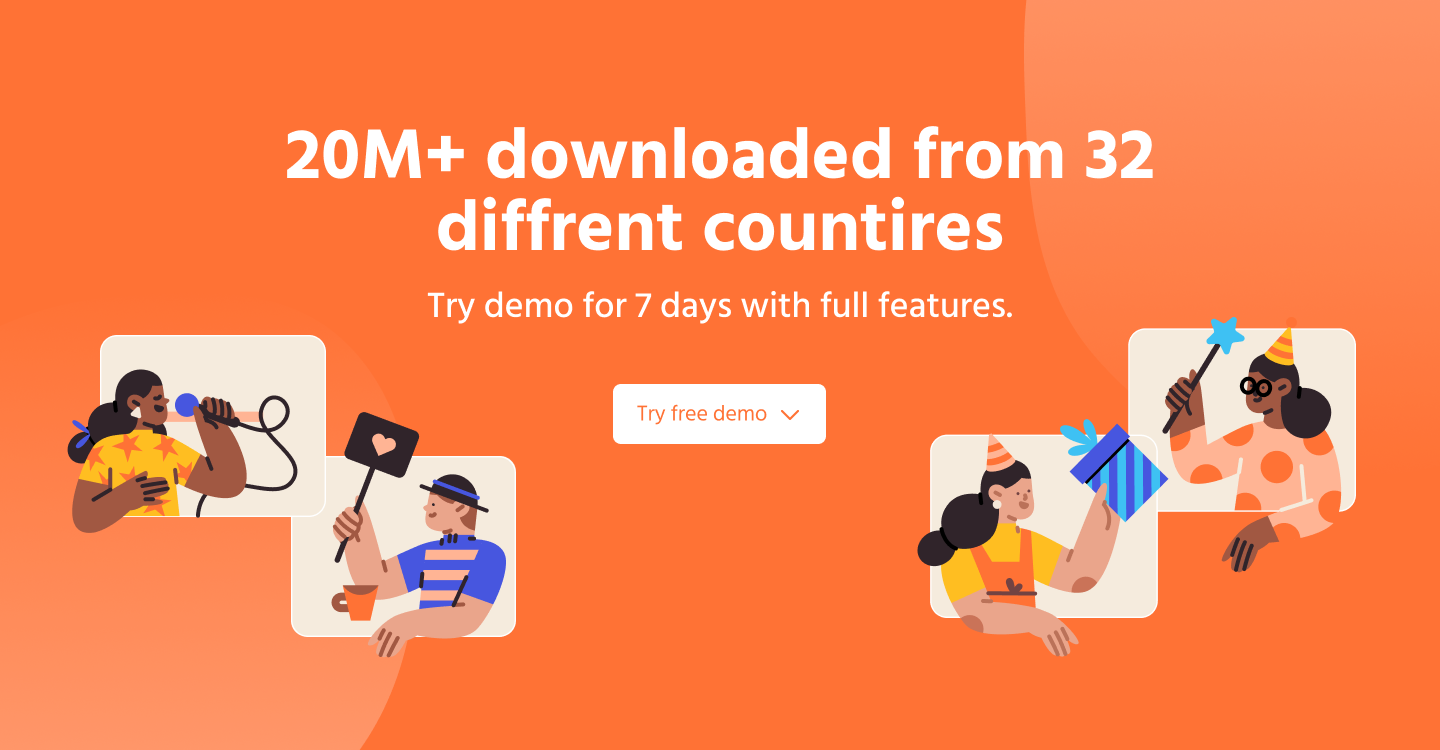 20M+ downloaded from 32
diffrent countires
Try demo for 7 days with full features.
Try free demo